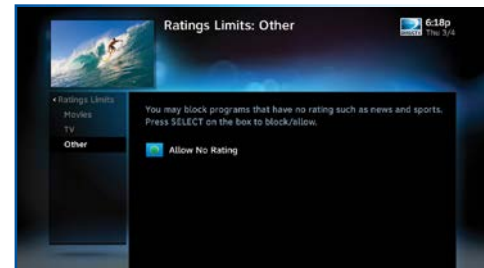 Ratings Limits: Other
DIRECTV
6:18p
Thu 3/4
Ratings Limits
Movies
TV
Other
You may block programs that have no rating such as news and sports.
Press SELECT on the box to block/allow.
Allow No Rating